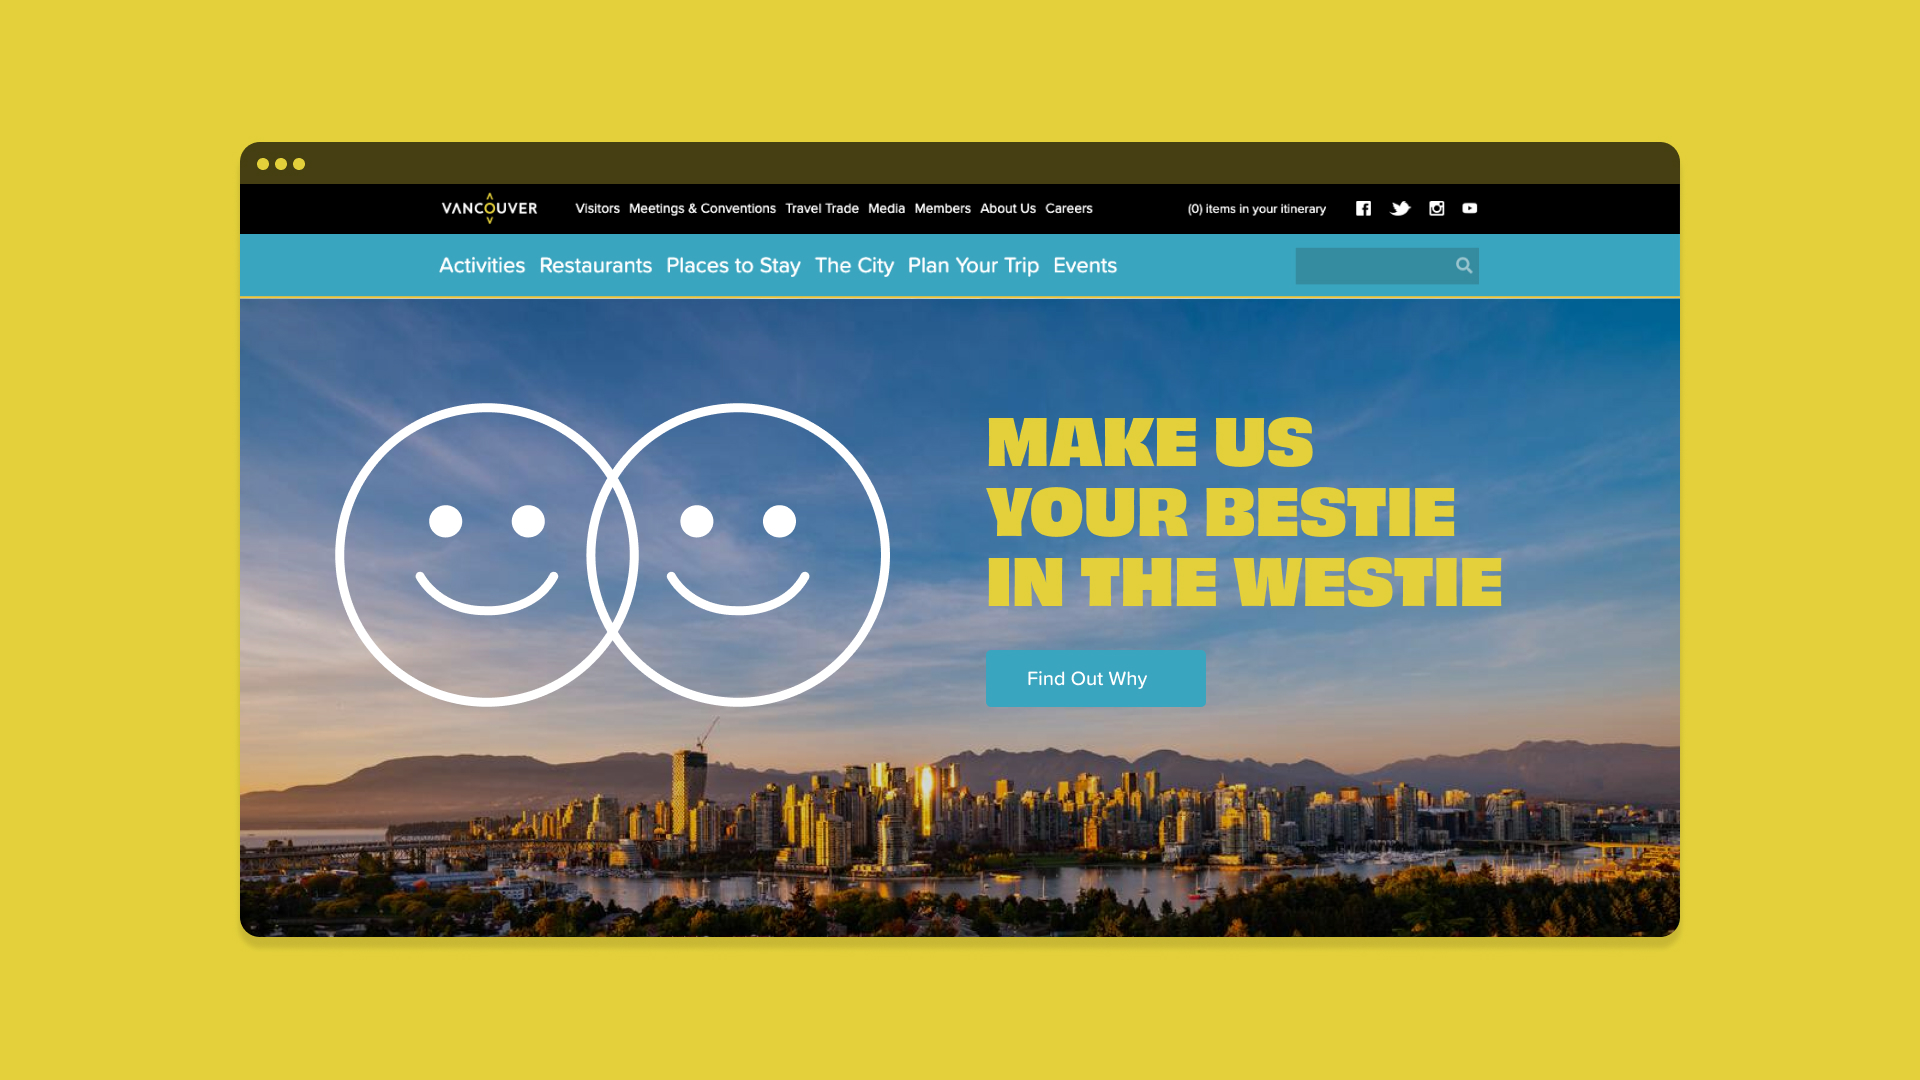 VANCOUVER
Visitors Meetings & Conventions Travel Trade Media Members About Us Careers
(0) items in your itinerary
Activities Restaurants Places to Stay The City Plan Your Trip Events
MAKE US
YOUR BESTIE
IN THE WESTIE
Find Out Why